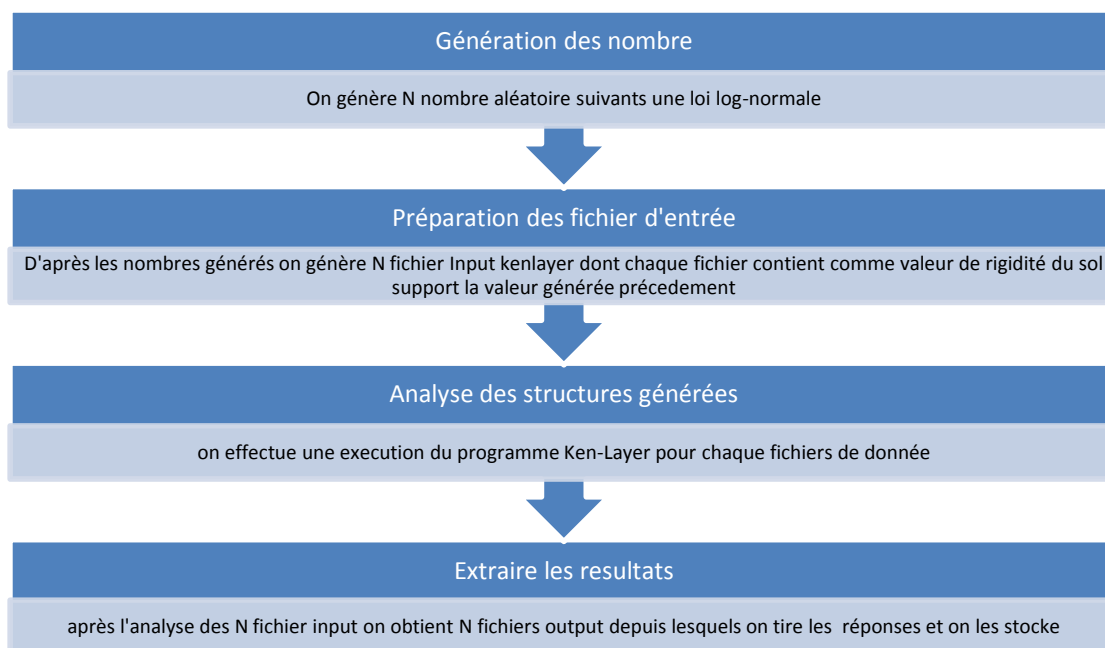 Génération des nombre
On génère N nombre aléatoire suivants une loi log-normale
Préparation des fichier d'entrée
D'après les nombres générés on génère N fichier Input kenlayer dont chaque fichier contient comme valeur de rigidité du sol
support la valeur générée précedement
Analyse des structures générées
on effectue une execution du programme Ken-Layer pour chaque fichiers de donnée
Extraire les resultats
après l'analyse des N fichier input on obtient N fichiers output depuis lesquels on tire les réponses et on les stocke